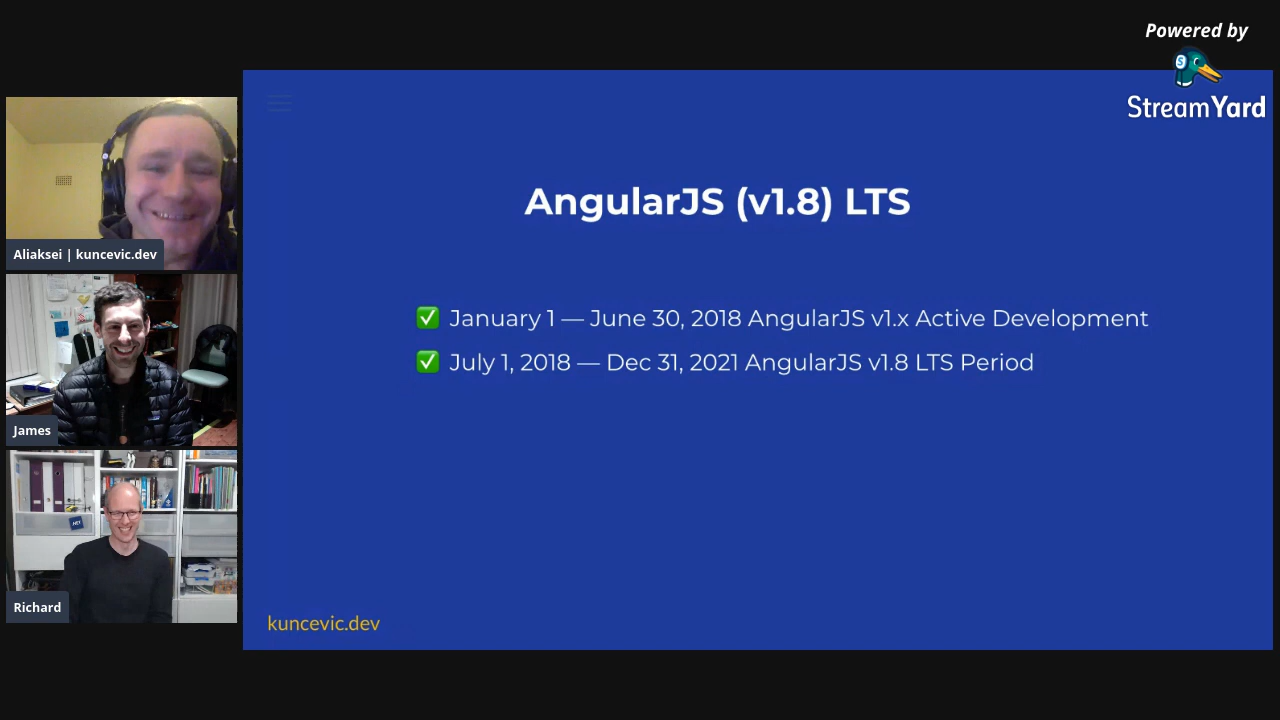 Powered by
StreamYard
AngularJS (v1.8) LTS
✅ January 1 — June 30, 2018 AngularJS v1.x Active Development
✅ July 1, 2018 — Dec 31, 2021 AngularJS v1.8 LTS Period
kuncevic.dev
Aliaksei | kuncevic.dev
James
Richard